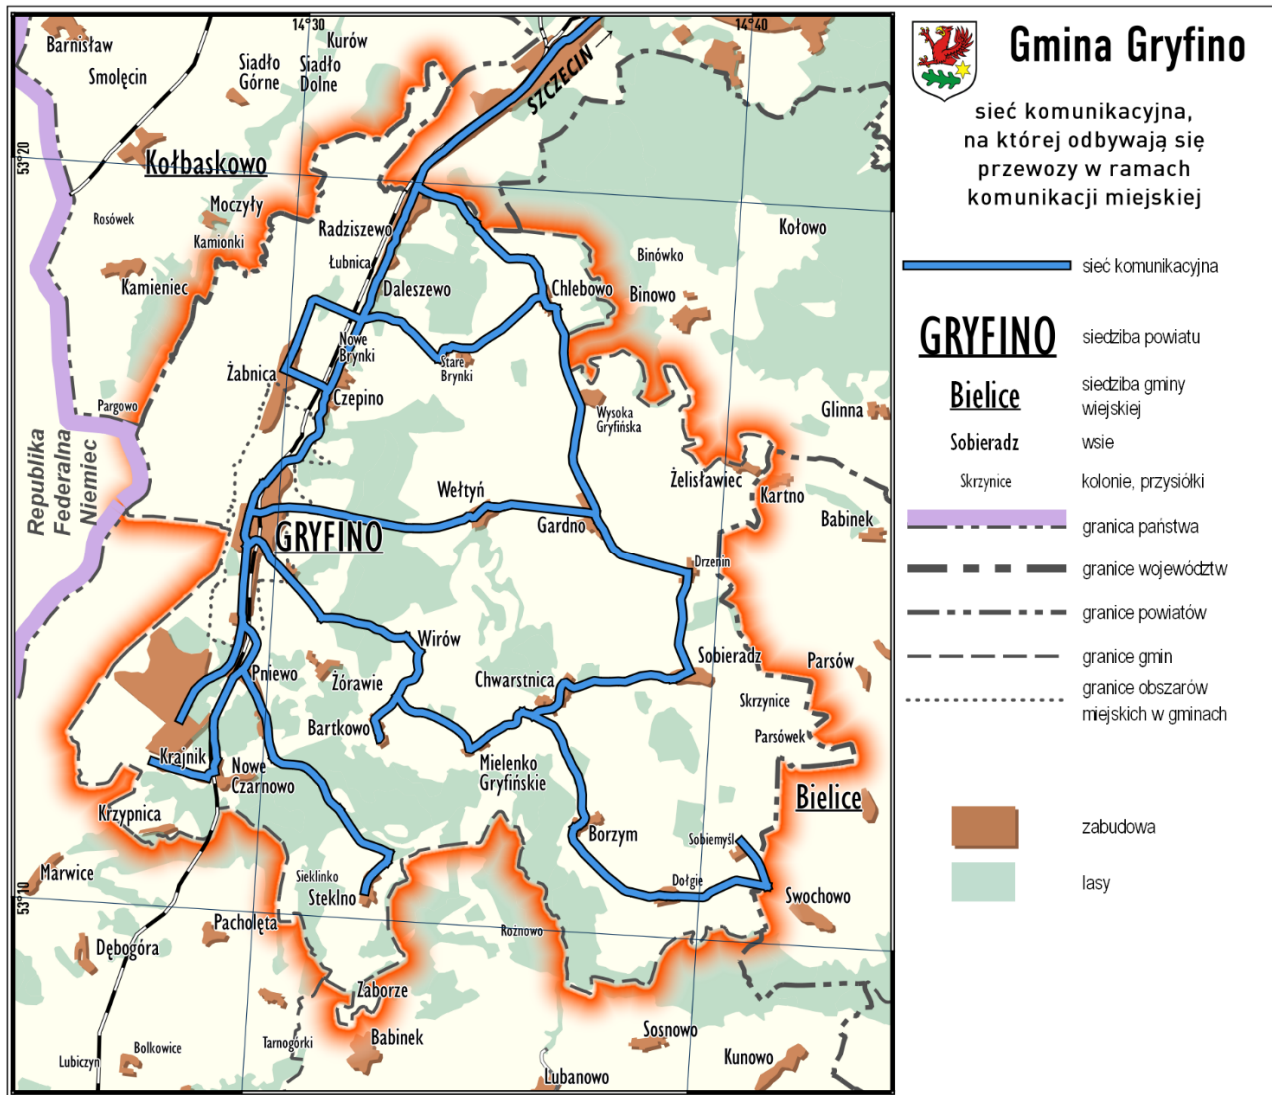 14°30
14°40
53°20
53°10
Barnisław
Smolęcin
Siadło
Górne
Kurów
Siadło
Dolne
SZCZECIN
Kołbaskowo
Rosówek
Moczyły
Kamionki
Kamieniec
Radziszewo
Łubnica
Daleszewo
Kołowo
Binówko
Binowo
Chlebowo
Nowe
Brynki
Stare
Brynki
Żabnica
Czepino
Pargowo
Wysoka
Gryfińska
Glinna
Republika
Federalna
Niemiec
Wełtyń
Gardno
Żelisławiec
Kartno
Babinek
GRYFINO
Drzenin
Wirów
Pniewo
Żórawie
Bartkowo
Chwarstnica
Sobieradz
Parsów
Skrzynice
Parsówek
Krajnik
Nowe
Czarnowo
Mielenko
Gryfińskie
Krzypnica
Bielice
Borzym
Sobiemyśl
Marwice
Sieklinko
Steklno
Dołgie
Swochowo
Pacholęta
Rożnowo
Dębogóra
Zaborze
Babinek
Tarnogórki
Sosnowo
Kunowo
Lubiczyn
Bolkowice
Lubanowo
Gmina Gryfino
sieć komunikacyjna,
na której odbywają się
przewozy w ramach
komunikacji miejskiej
sieć komunikacyjna
GRYFINO siedziba powiatu
Bielice siedziba gminy
wiejskiej
Sobieradz wsie
Skrzynice kolonie, przysiółki
granica państwa
granice województw
granice powiatów
granice gmin
granice obszarów
miejskich w gminach
zabudowa
lasy